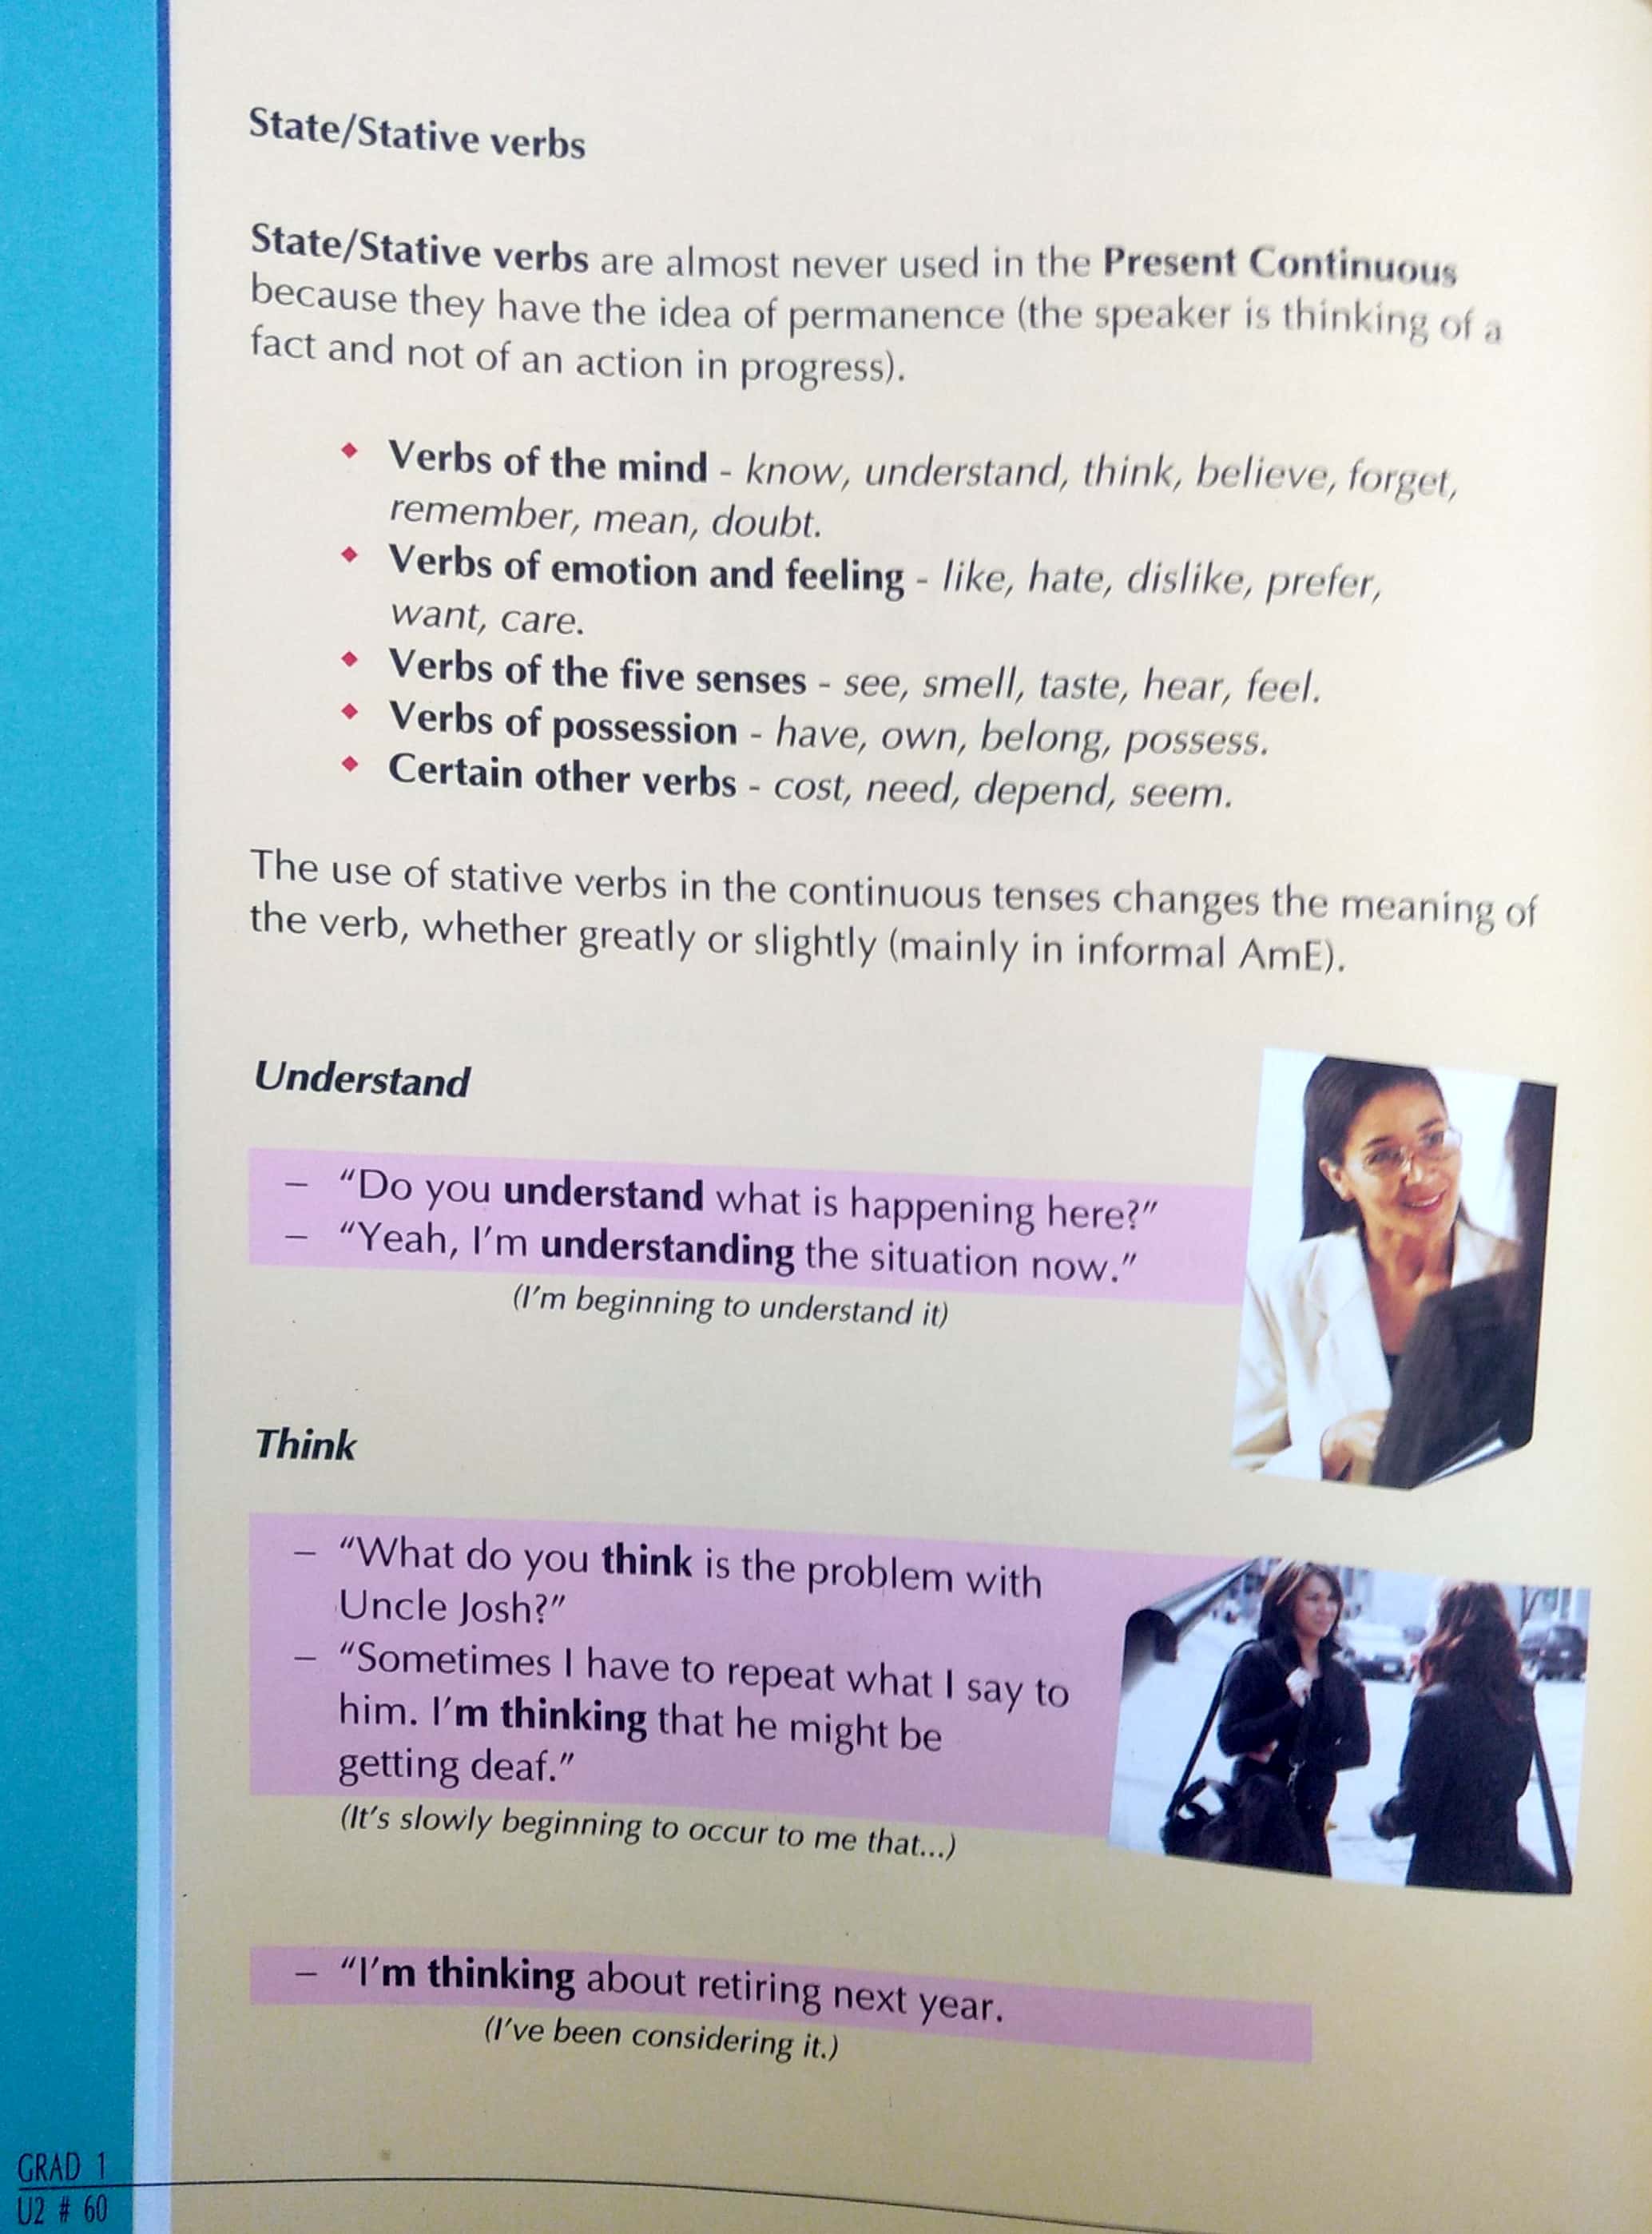 State/Stative verbs
State/Stative verbs are almost never used in the Present Continuous
because they have the idea of permanence (the speaker is thinking of a
fact and not of an action in progress).
◆ Verbs of the mind - know, understand, think, believe, forget,
remember, mean, doubt.
◆ Verbs of emotion and feeling - like, hate, dislike, prefer,
want, care.
◆ Verbs of the five senses - see, smell, taste, hear, feel.
◆ Verbs of possession - have, own, belong, possess.
◆ Certain other verbs - cost, need, depend, seem.
The use of stative verbs in the continuous tenses changes the meaning of
the verb, whether greatly or slightly (mainly in informal AmE).
Understand
– “Do you understand what is happening here?”
– “Yeah, I’m understanding the situation now.”
(I’m beginning to understand it)
Think
– “What do you think is the problem with
Uncle Josh?”
– “Sometimes I have to repeat what I say to
him. I’m thinking that he might be
getting deaf.”
(It’s slowly beginning to occur to me that...)
– “I’m thinking about retiring next year.
(I’ve been considering it.)
GRAD 1
U2 # 60